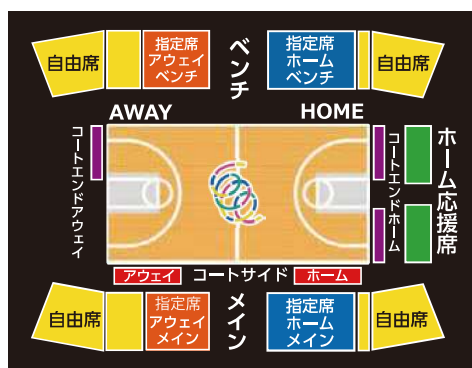 自由席
指定席
アウェイ
ベンチ
ベンチ
指定席
ホーム
ベンチ
自由席
AWAY
HOME
コートエンドアウェイ
コートエンドホーム
ホーム応援席
アウェイ
コートサイド
ホーム
自由席
指定席
アウェイ
メイン
メイン
指定席
ホーム
メイン
自由席